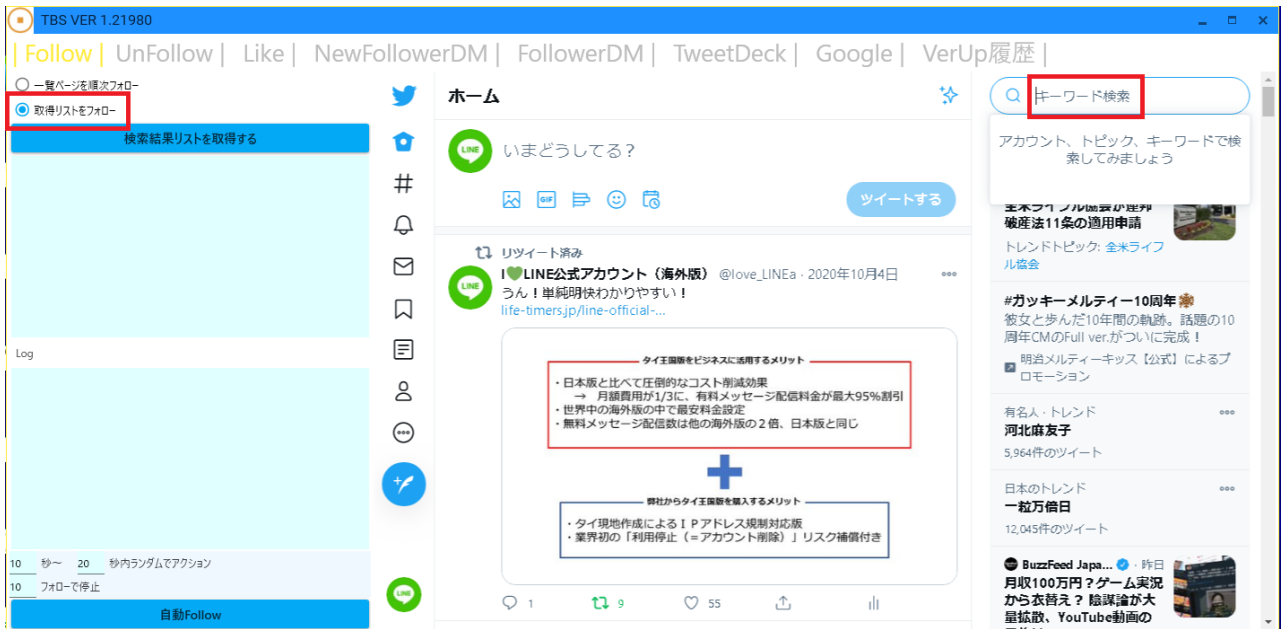 TBS VER 1.21980
| Follow | UnFollow | Like | NewFollowerDM | FollowerDM | TweetDeck | Google | VerUp履歴 |
一覧ページを順次フォロー
取得リストをフォロー
検索結果リストを取得する
Log
10 秒～ 20 秒内ランダムでアクション
10 フォローで停止
自動Follow
ホーム
LINE
いまどうしてる？
GIF
ツイートする
リツイート済み
LINE
I💚LINE公式アカウント（海外版） @love_LINEa · 2020年10月4日
うん！単純明快わかりやすい！
life-timers.jp/line-official-...
タイ王国版をビジネスに活用するメリット
・日本版と比べて圧倒的なコスト削減効果
→ 月額費用が1/3に、有料メッセージ配信料金が最大95%割引
・世界中の海外版の中で最安料金設定
・無料メッセージ配信数は他の海外版の２倍、日本版と同じ
弊社からタイ王国版を購入するメリット
・タイ現地作成によるＩＰアドレス規制対応版
・業界初の「利用停止（＝アカウント削除）」リスク補償付き
1 9 55
LINE
キーワード検索
アカウント、トピック、キーワードで検
索してみましょう
全米ライフル協会が連邦
破産法11条の適用申請
トレンドトピック: 全米ライフ
ル協会
#ガッキーメルティー10周年
彼女と歩んだ10年間の軌跡。話題の10
周年CMのFull ver.がついに完成！
明治メルティーキッス【公式】によるプ
ロモーション
有名人 · トレンド
河北麻友子
5,964件のツイート
日本のトレンド
一粒万倍日
12,045件のツイート
BuzzFeed Japa... · 昨日
月収100万円？ゲーム実況
から衣替え？ 陰謀論が大
量拡散、YouTube動画の